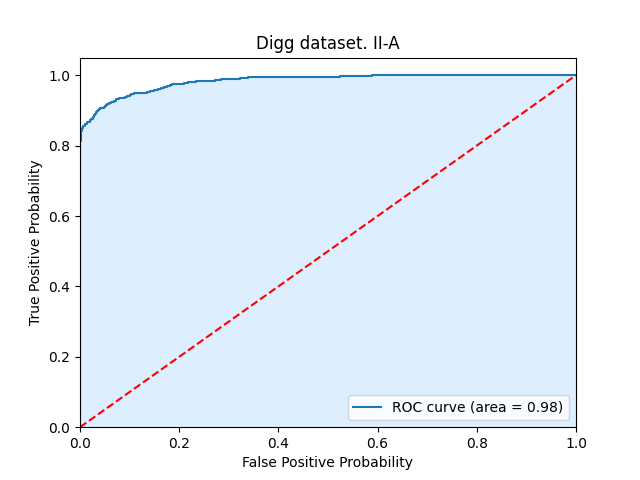 Digg dataset. II-A
True Positive Probability
1.0
0.8
0.6
0.4
0.2
0.0
ROC curve (area = 0.98)
0.0 0.2 0.4 0.6 0.8 1.0
False Positive Probability